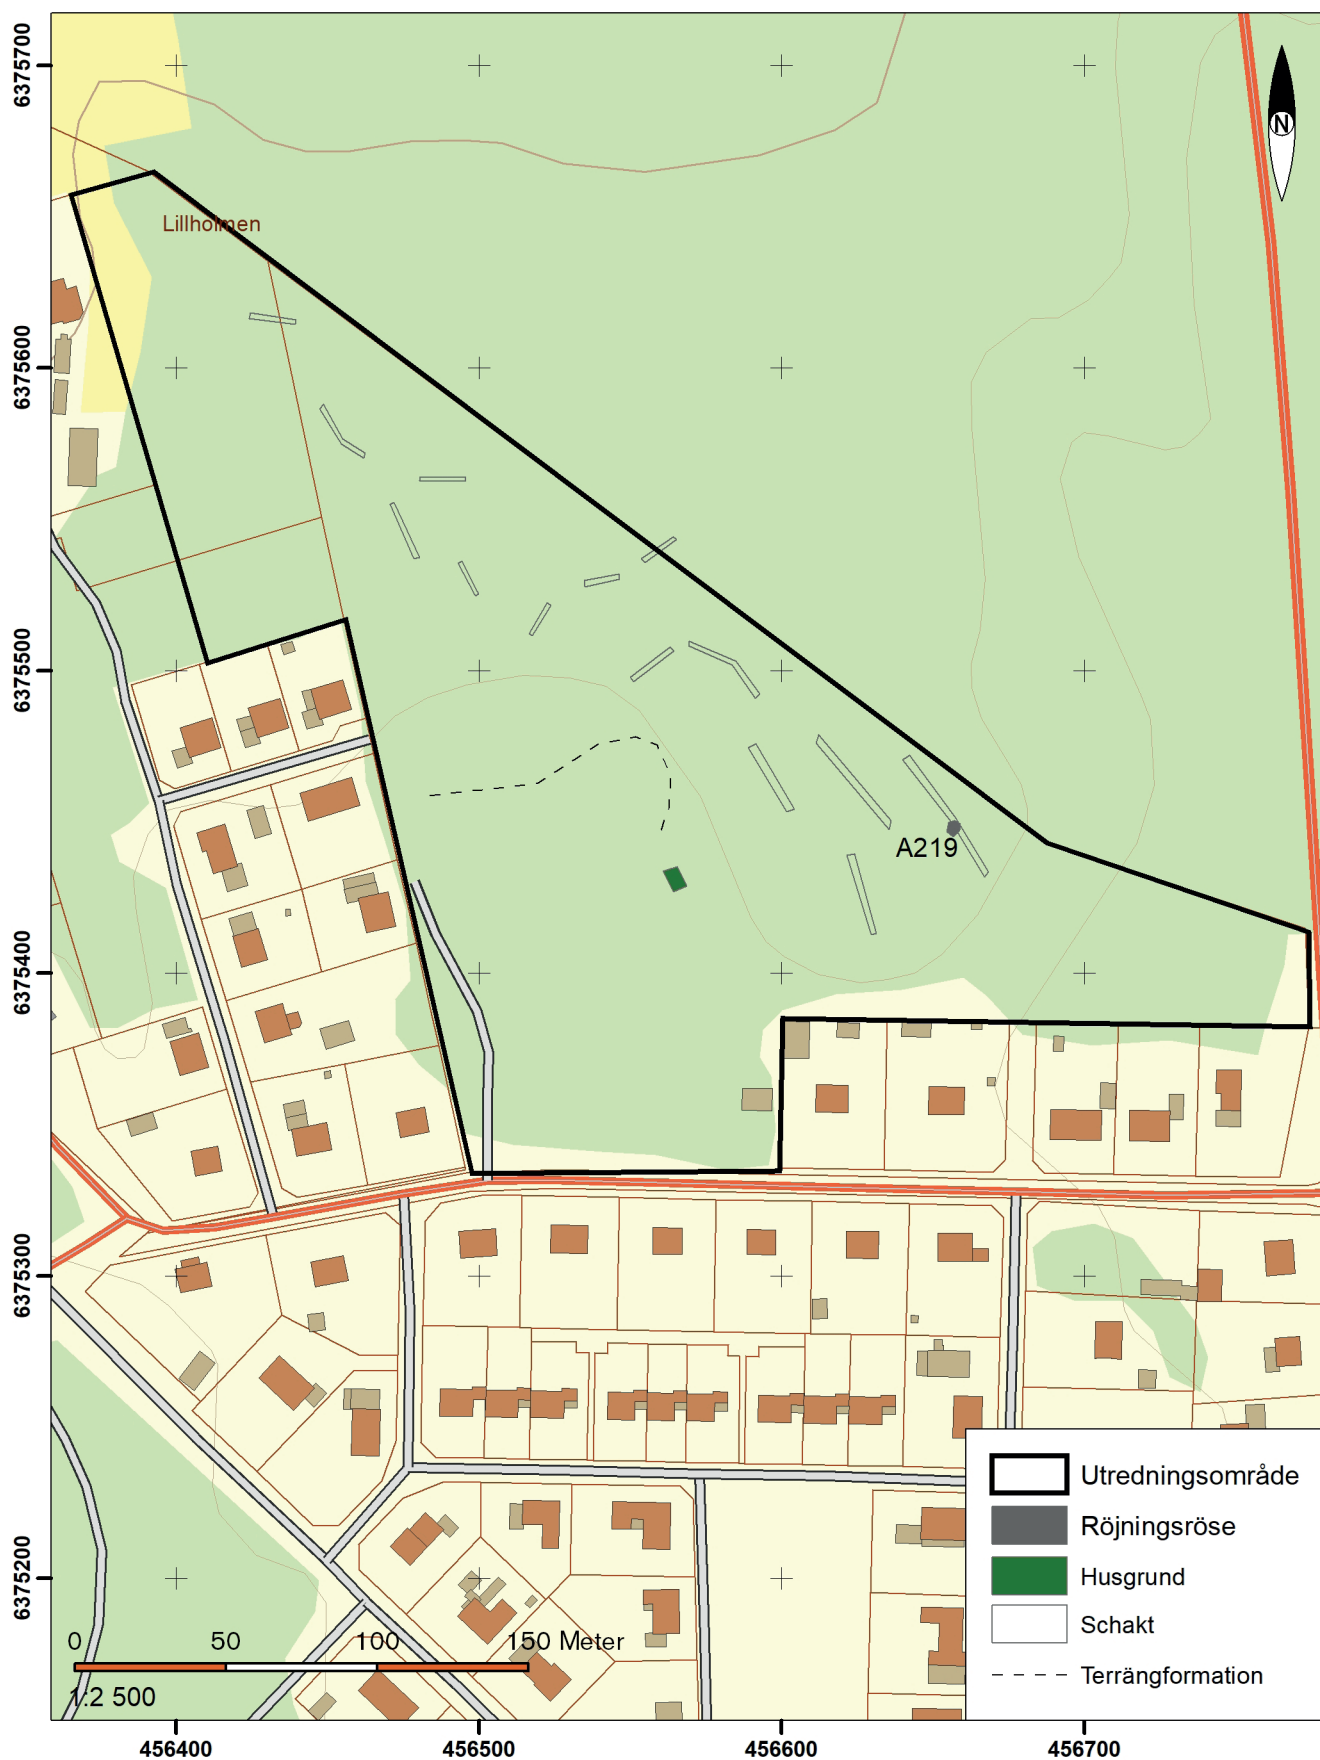 6375700
N
Lillholmen
6375600
6375500
A219
6375400
6375300
6375200
Utredningsområde
Röjningsröse
Husgrund
Schakt
Terrängformation
0 50 100 150 Meter
1:2 500
456400 456500 456600 456700